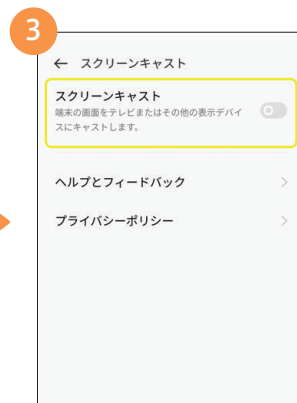 3
← スクリーンキャスト
スクリーンキャスト
端末の画面をテレビまたはその他の表示デバイ
スにキャストします。
ヘルプとフィードバック
プライバシーポリシー